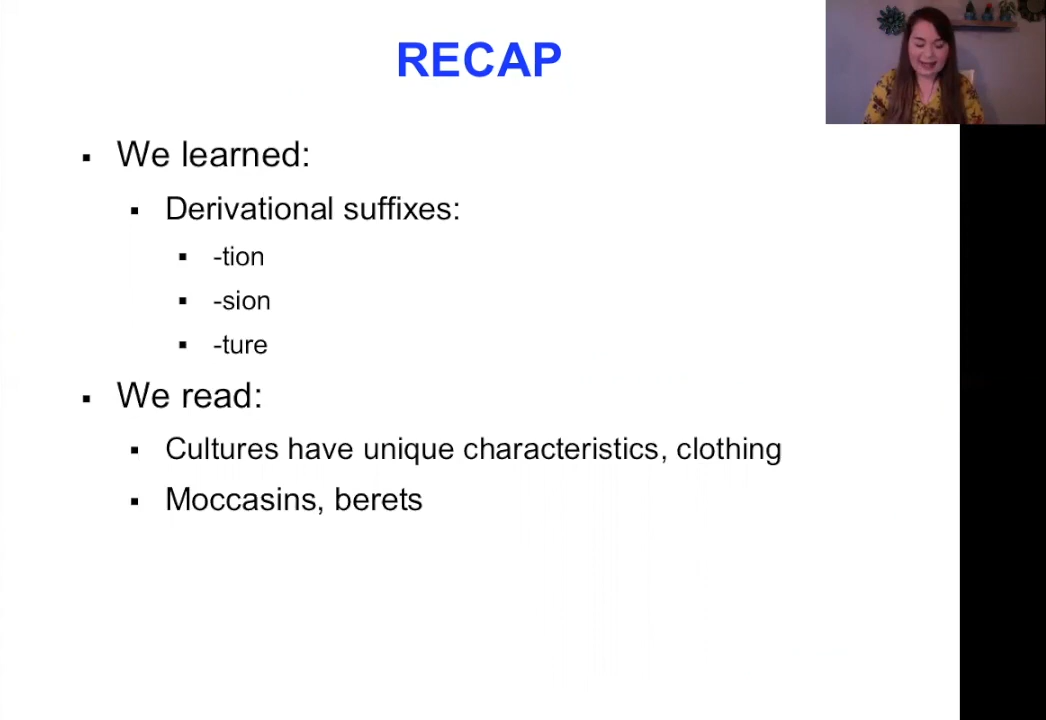 RECAP
We learned:
Derivational suffixes:
-tion
-sion
-ture
We read:
Cultures have unique characteristics, clothing
Moccasins, berets